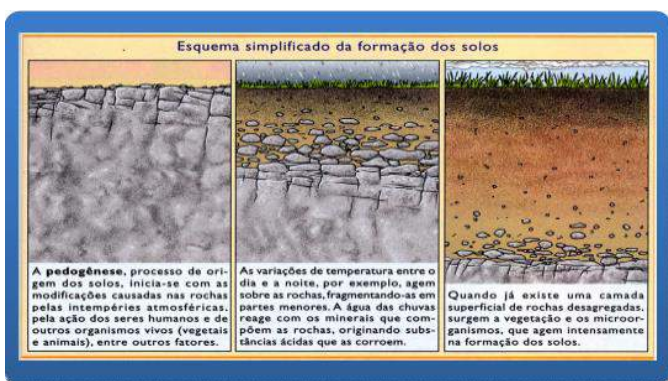 Esquema simplificado da formação dos solos
A pedogênese, processo de ori-
gem dos solos, inicia-se com as
modificações causadas nas rochas
pelas intempéries atmosféricas,
pela ação dos seres humanos e de
outros organismos vivos (vegetais
e animais), entre outros fatores.
As variações de temperatura entre o
dia e a noite, por exemplo, agem
sobre as rochas, fragmentando-as em
partes menores. A água das chuvas
reage com os minerais que com-
põem as rochas, originando subs-
tâncias ácidas que as corroem.
Quando já existe uma camada
superficial de rochas desagregadas,
surgem a vegetação e os microor-
ganismos, que agem intensamente
na formação dos solos.